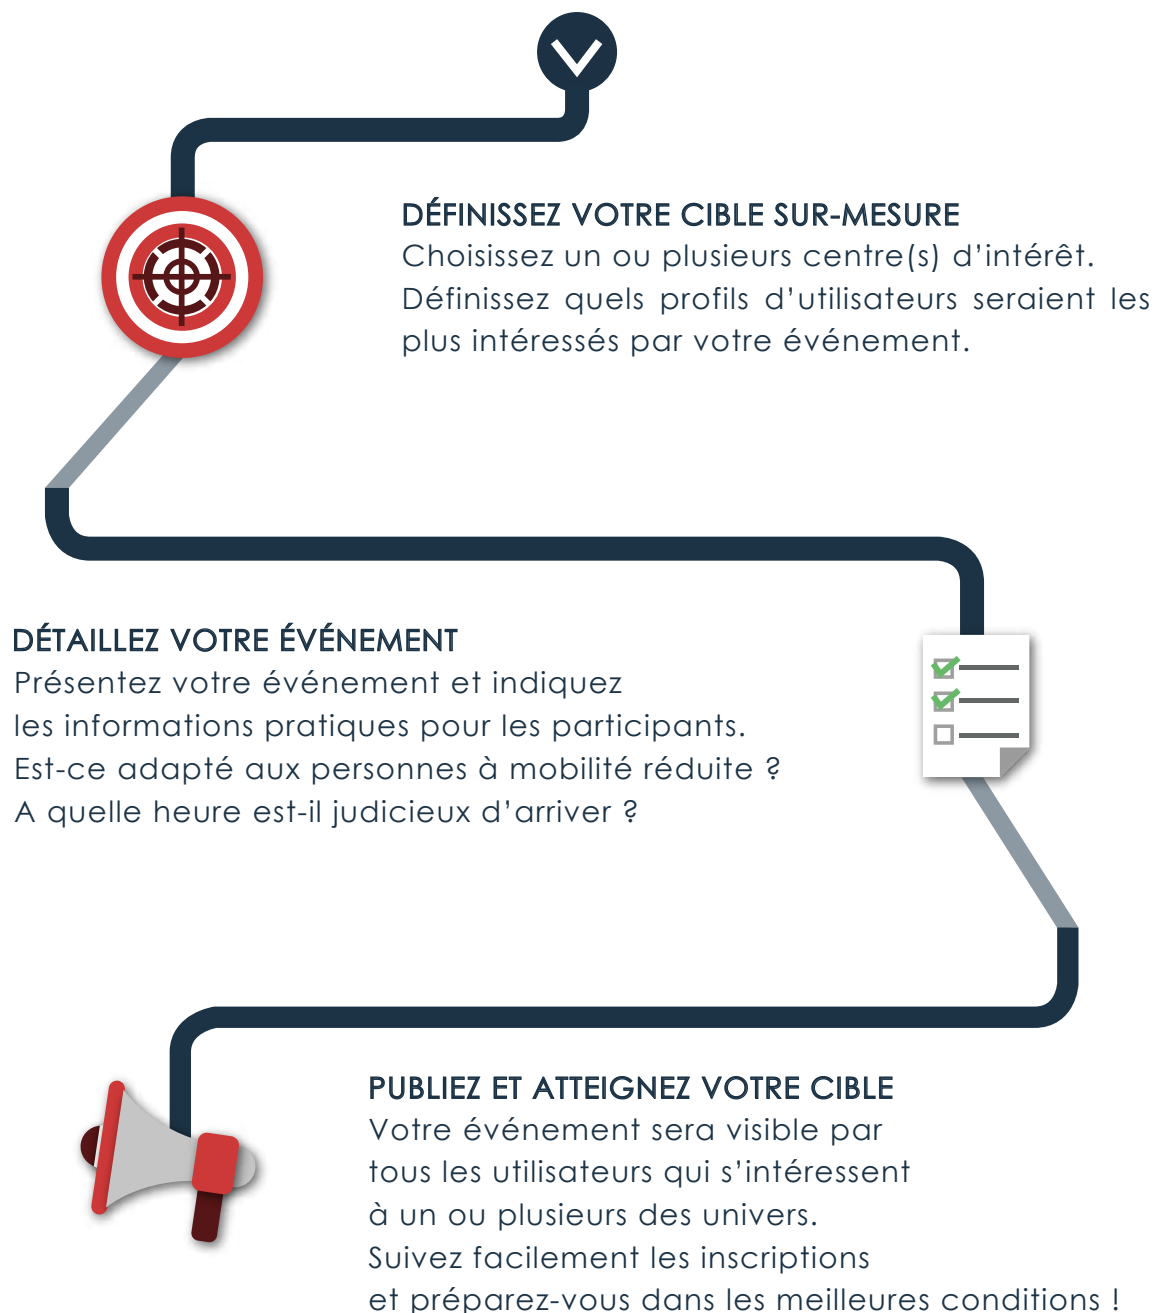 DÉFINISSEZ VOTRE CIBLE SUR-MESURE
Choisissez un ou plusieurs centre(s) d'intérêt.
Définissez quels profils d'utilisateurs seraient les
plus intéressés par votre événement.
DÉTAILLEZ VOTRE ÉVÉNEMENT
Présentez votre événement et indiquez
les informations pratiques pour les participants.
Est-ce adapté aux personnes à mobilité réduite ?
A quelle heure est-il judicieux d'arriver ?
PUBLIEZ ET ATTEIGNEZ VOTRE CIBLE
Votre événement sera visible par
tous les utilisateurs qui s'intéressent
à un ou plusieurs des univers.
Suivez facilement les inscriptions
et préparez-vous dans les meilleures conditions !